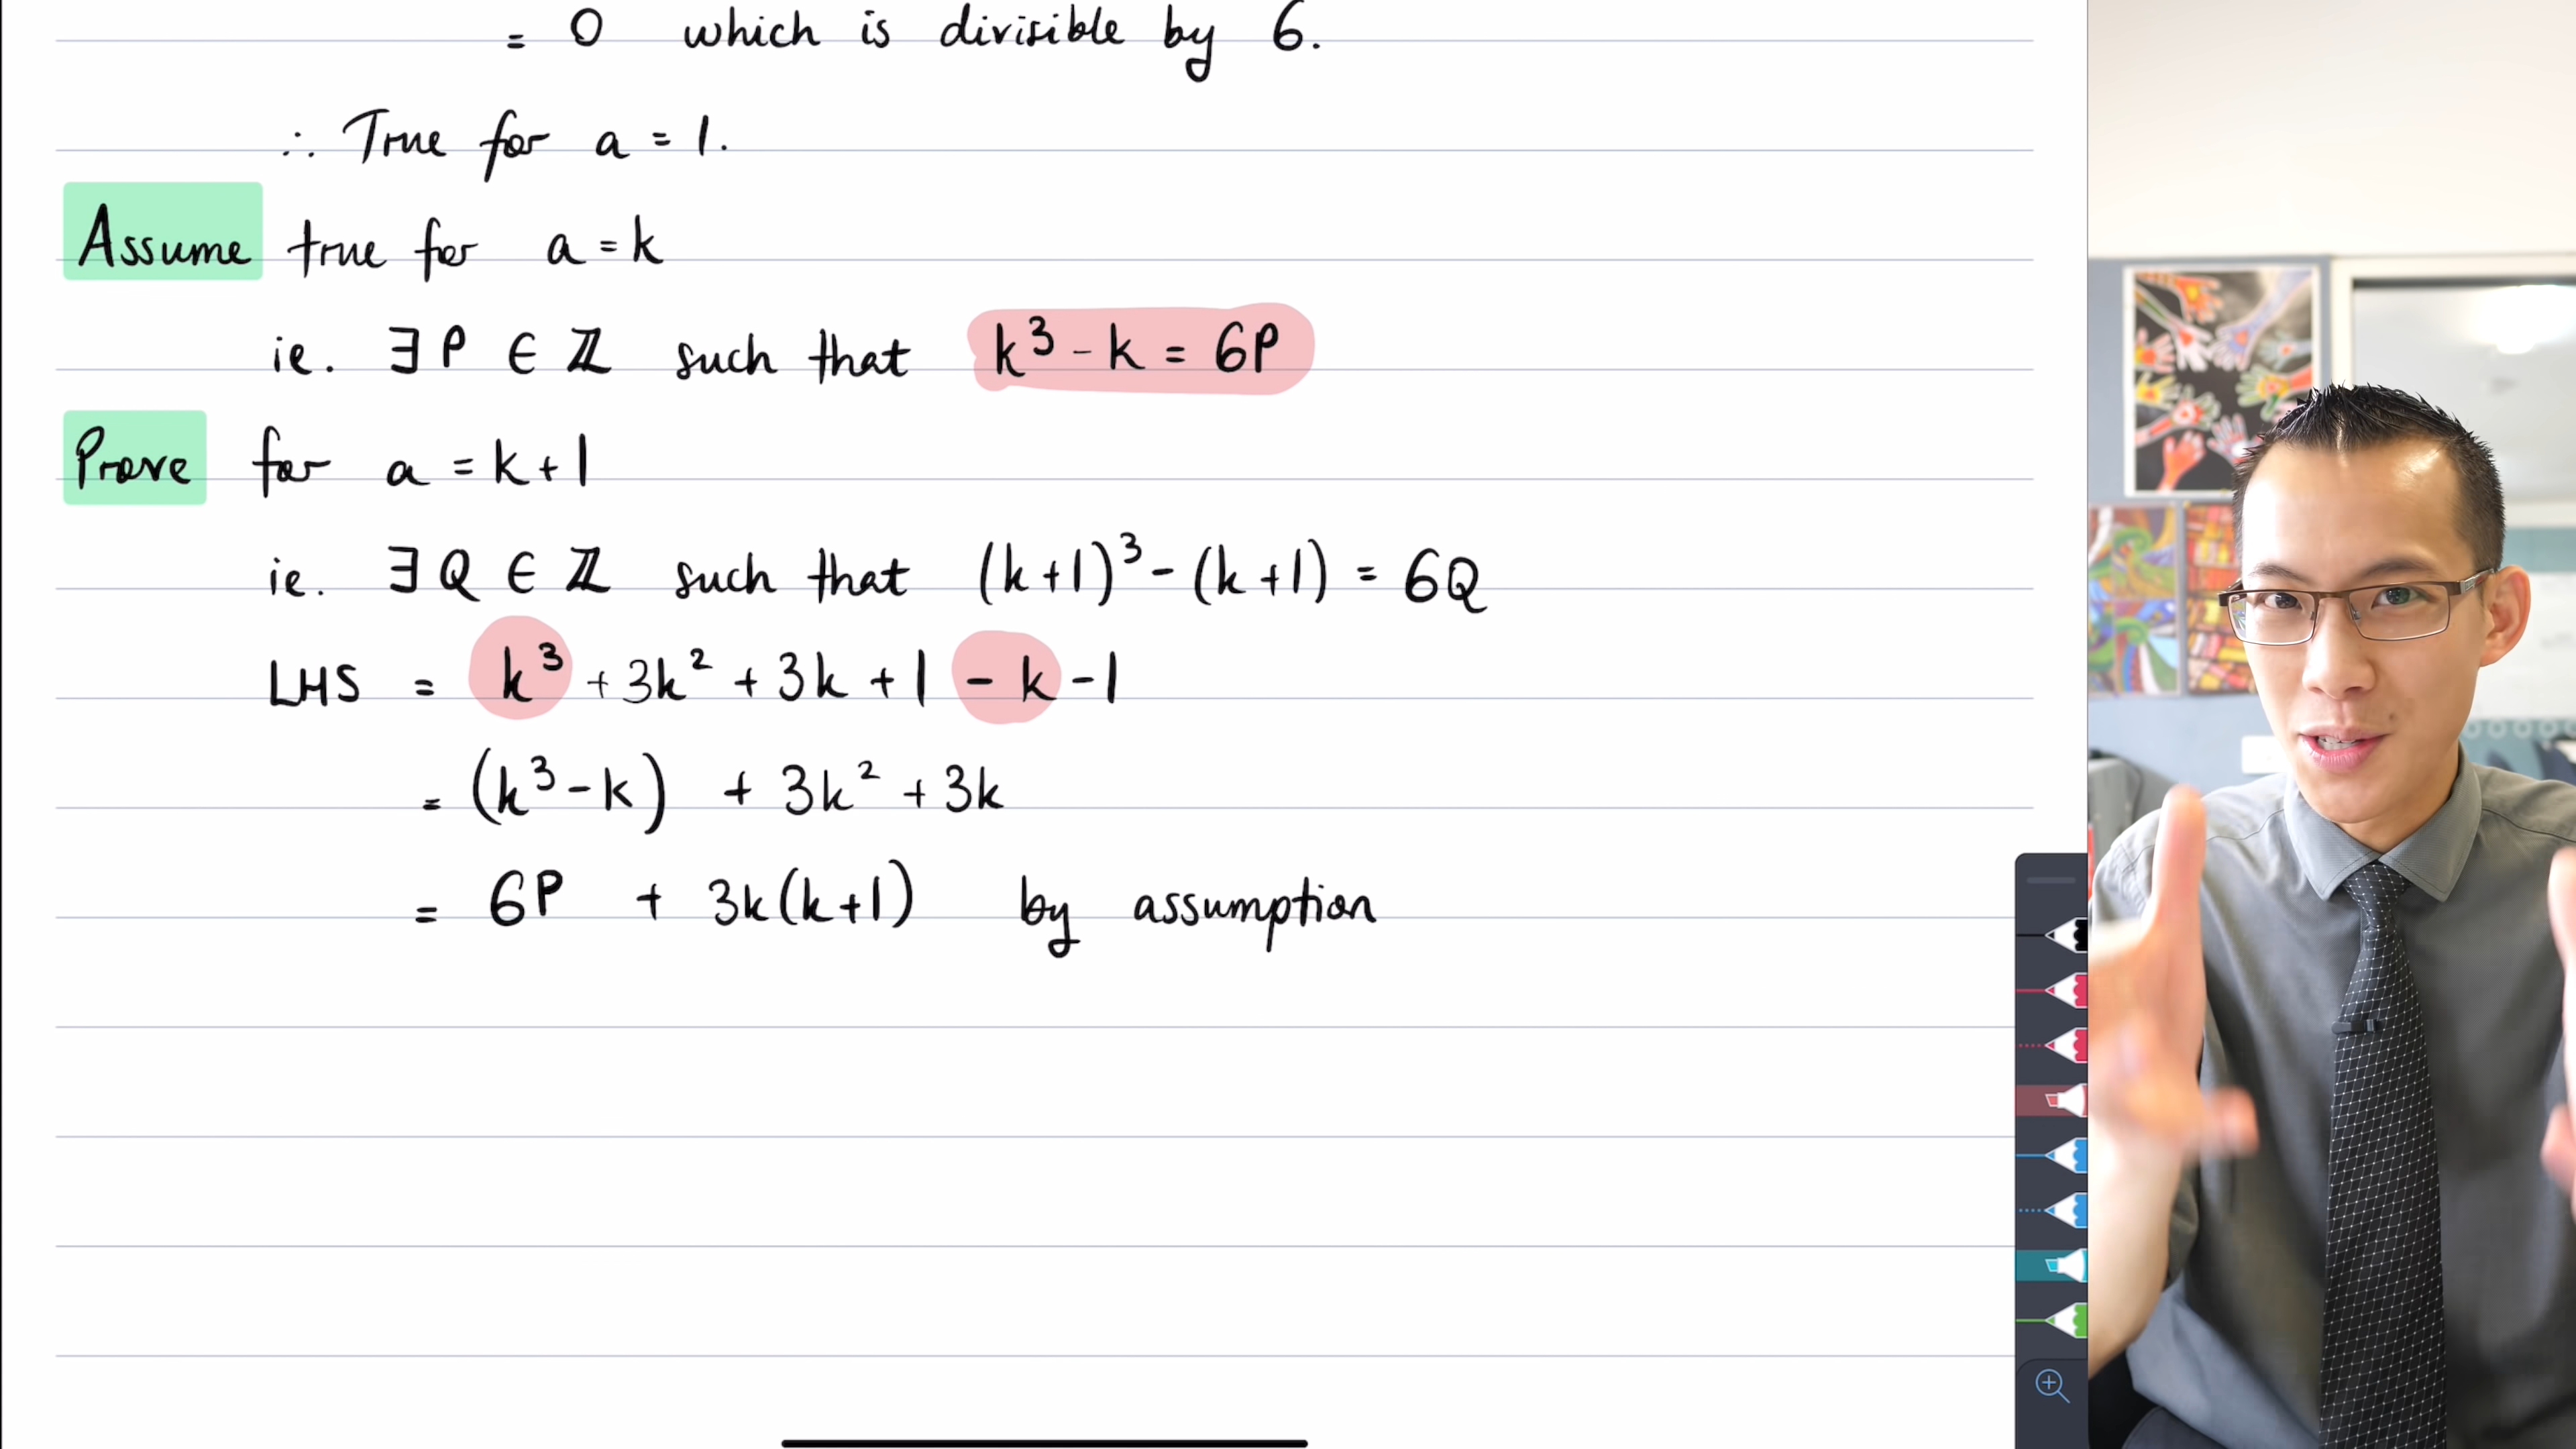 = 0 which is divisible by 6.
∴ True for a = 1.
Assume true for a = k
ie. ∃ P ∈ ℤ such that k³ - k = 6P
Prove for a = k + 1
ie. ∃ Q ∈ ℤ such that (k+1)³ - (k+1) = 6Q
LHS = k³ + 3k² + 3k + 1 - k - 1
= (k³ - k) + 3k² + 3k
= 6P + 3k(k+1) by assumption